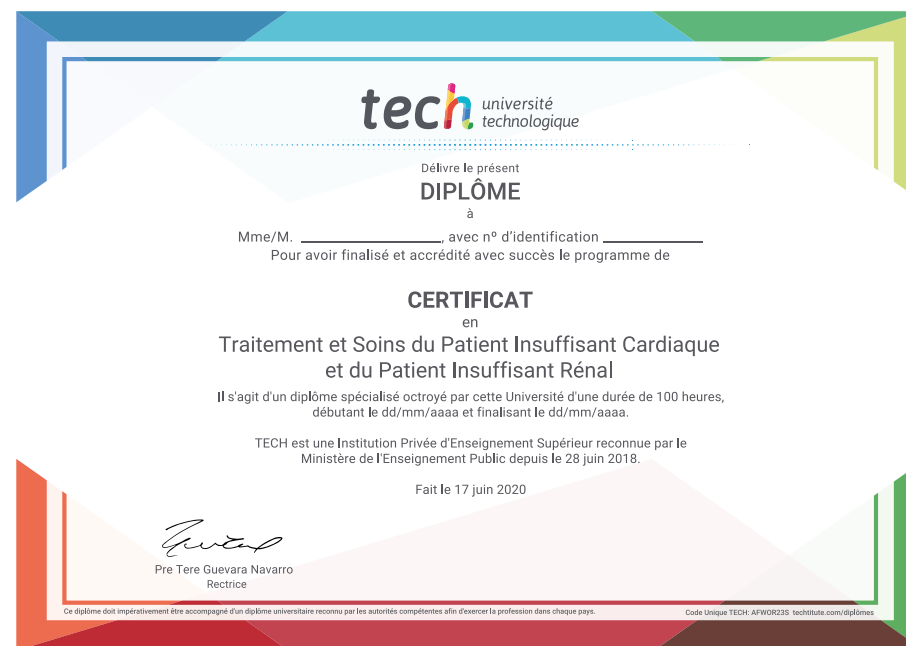 tech université
technologique
Délivre le présent
DIPLÔME
à
Mme/M. ____________________, avec nº d'identification ______________
Pour avoir finalisé et accrédité avec succès le programme de
CERTIFICAT
en
Traitement et Soins du Patient Insuffisant Cardiaque
et du Patient Insuffisant Rénal
Il s'agit d'un diplôme spécialisé octroyé par cette Université d'une durée de 100 heures,
débutant le dd/mm/aaaa et finalisant le dd/mm/aaaa.
TECH est une Institution Privée d'Enseignement Supérieur reconnue par le
Ministère de l'Enseignement Public depuis le 28 juin 2018.
Fait le 17 juin 2020
Pre Tere Guevara Navarro
Rectrice
Ce diplôme doit impérativement être accompagné d'un diplôme universitaire reconnu par les autorités compétentes afin d'exercer la profession dans chaque pays.
Code Unique TECH: AFWOR23S techtitute.com/diplômes